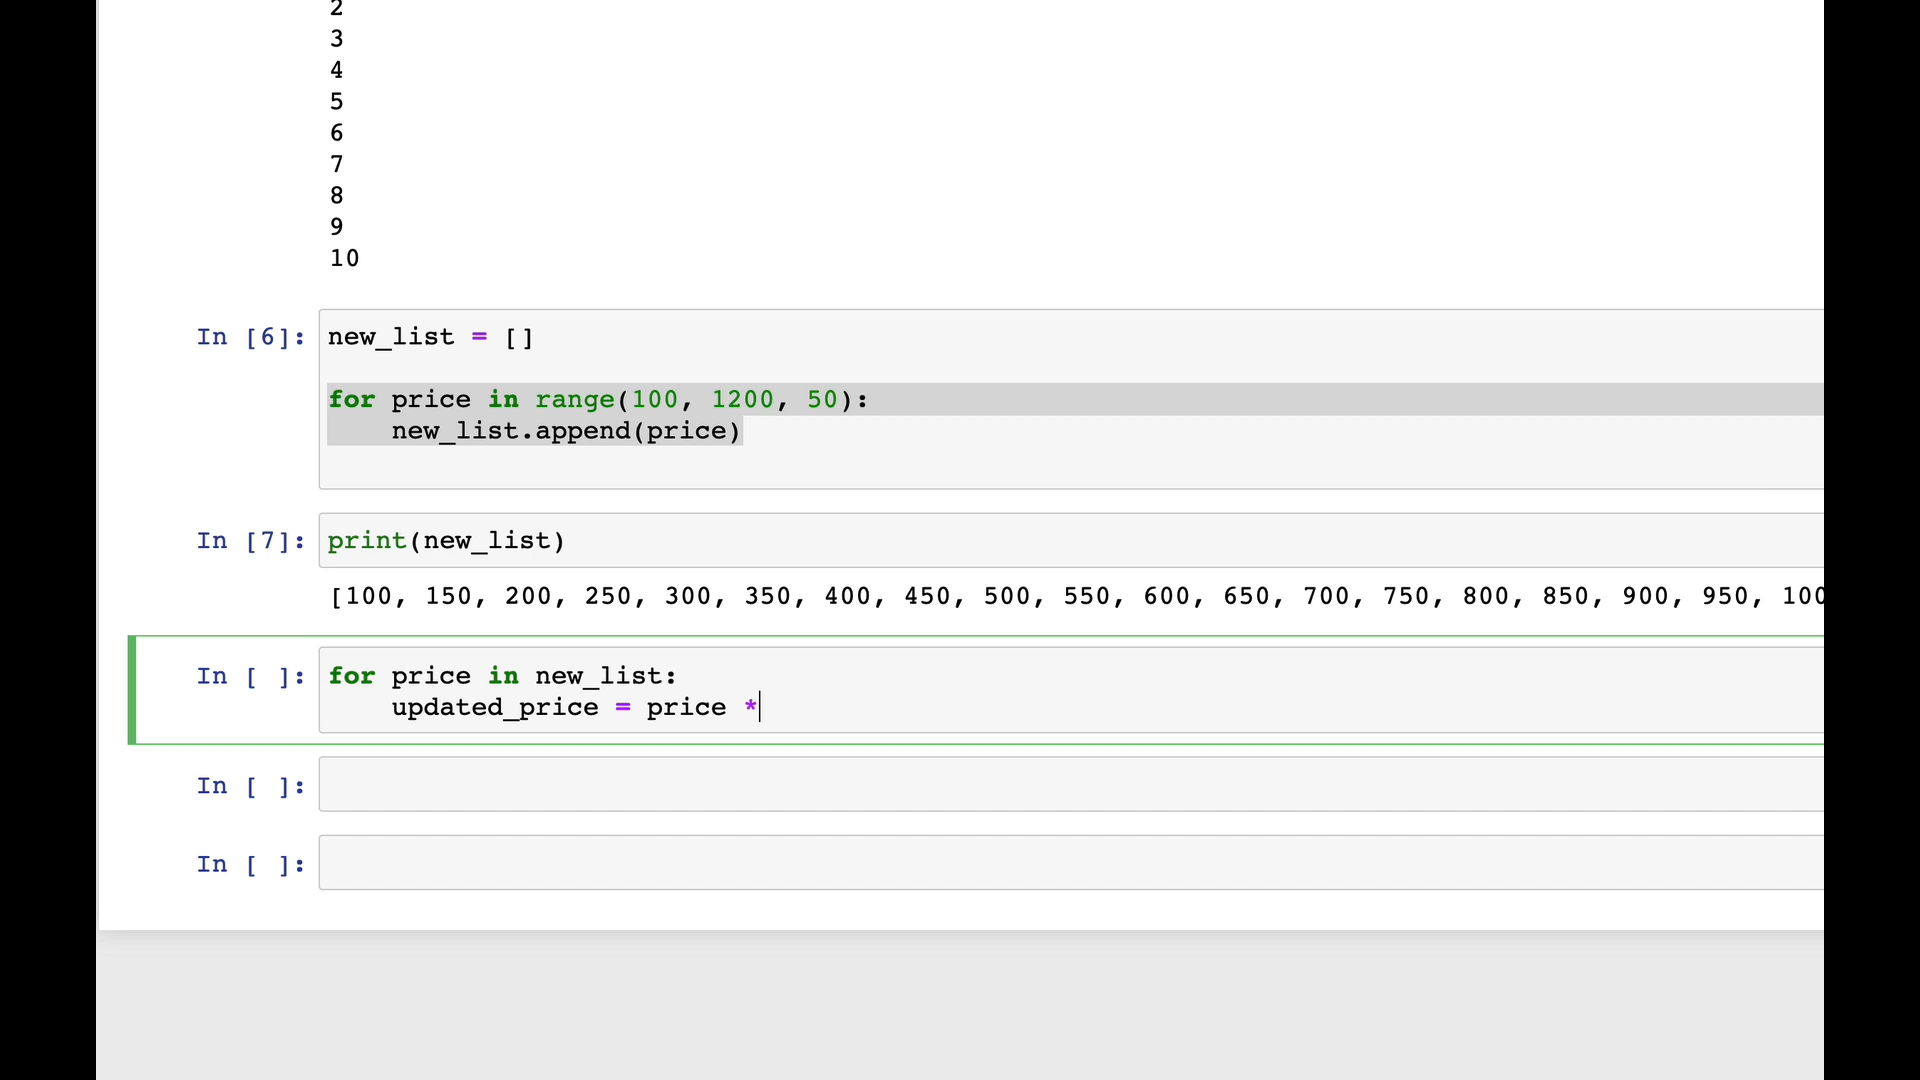 2
3
4
5
6
7
8
9
10
In [6]: new_list = []
for price in range(100, 1200, 50):
    new_list.append(price)
In [7]: print(new_list)
[100, 150, 200, 250, 300, 350, 400, 450, 500, 550, 600, 650, 700, 750, 800, 850, 900, 950, 100
In [ ]: for price in new_list:
    updated_price = price *
In [ ]:
In [ ]: